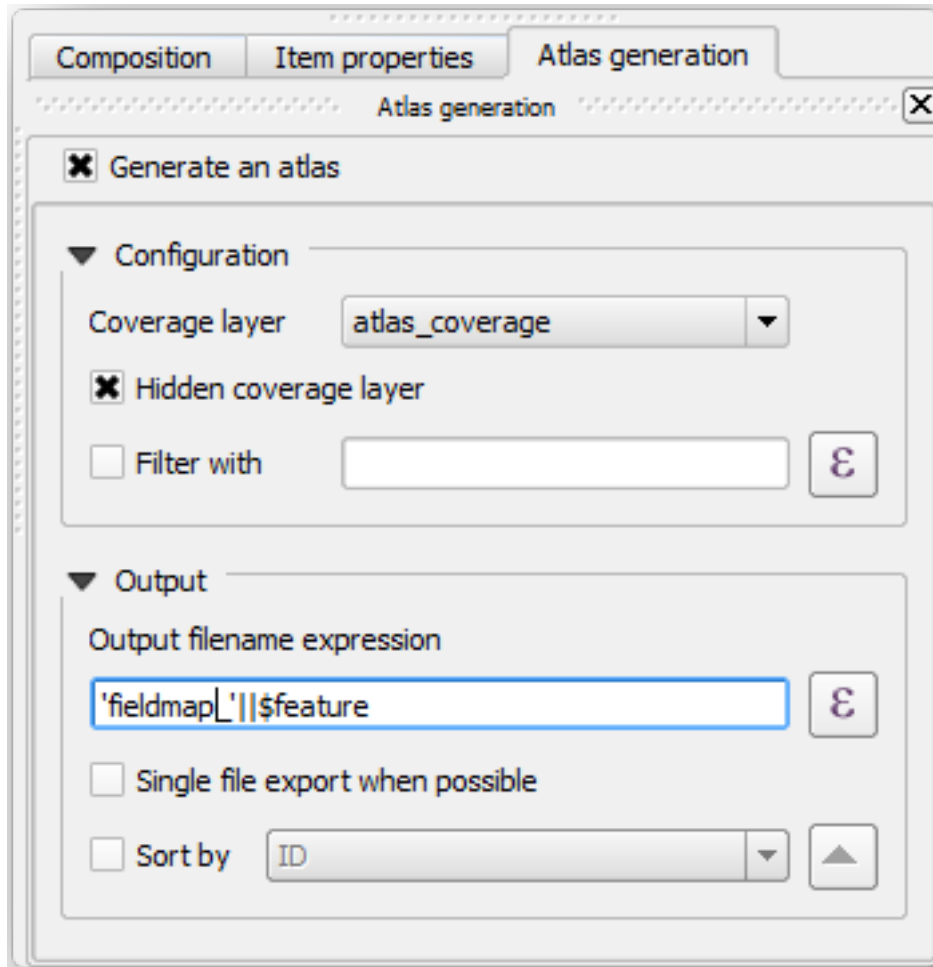 Composition Item properties Atlas generation
Atlas generation
Generate an atlas
Configuration
Coverage layer atlas_coverage
Hidden coverage layer
Filter with ε
Output
Output filename expression
'fieldmap_'||$feature ε
Single file export when possible
Sort by ID